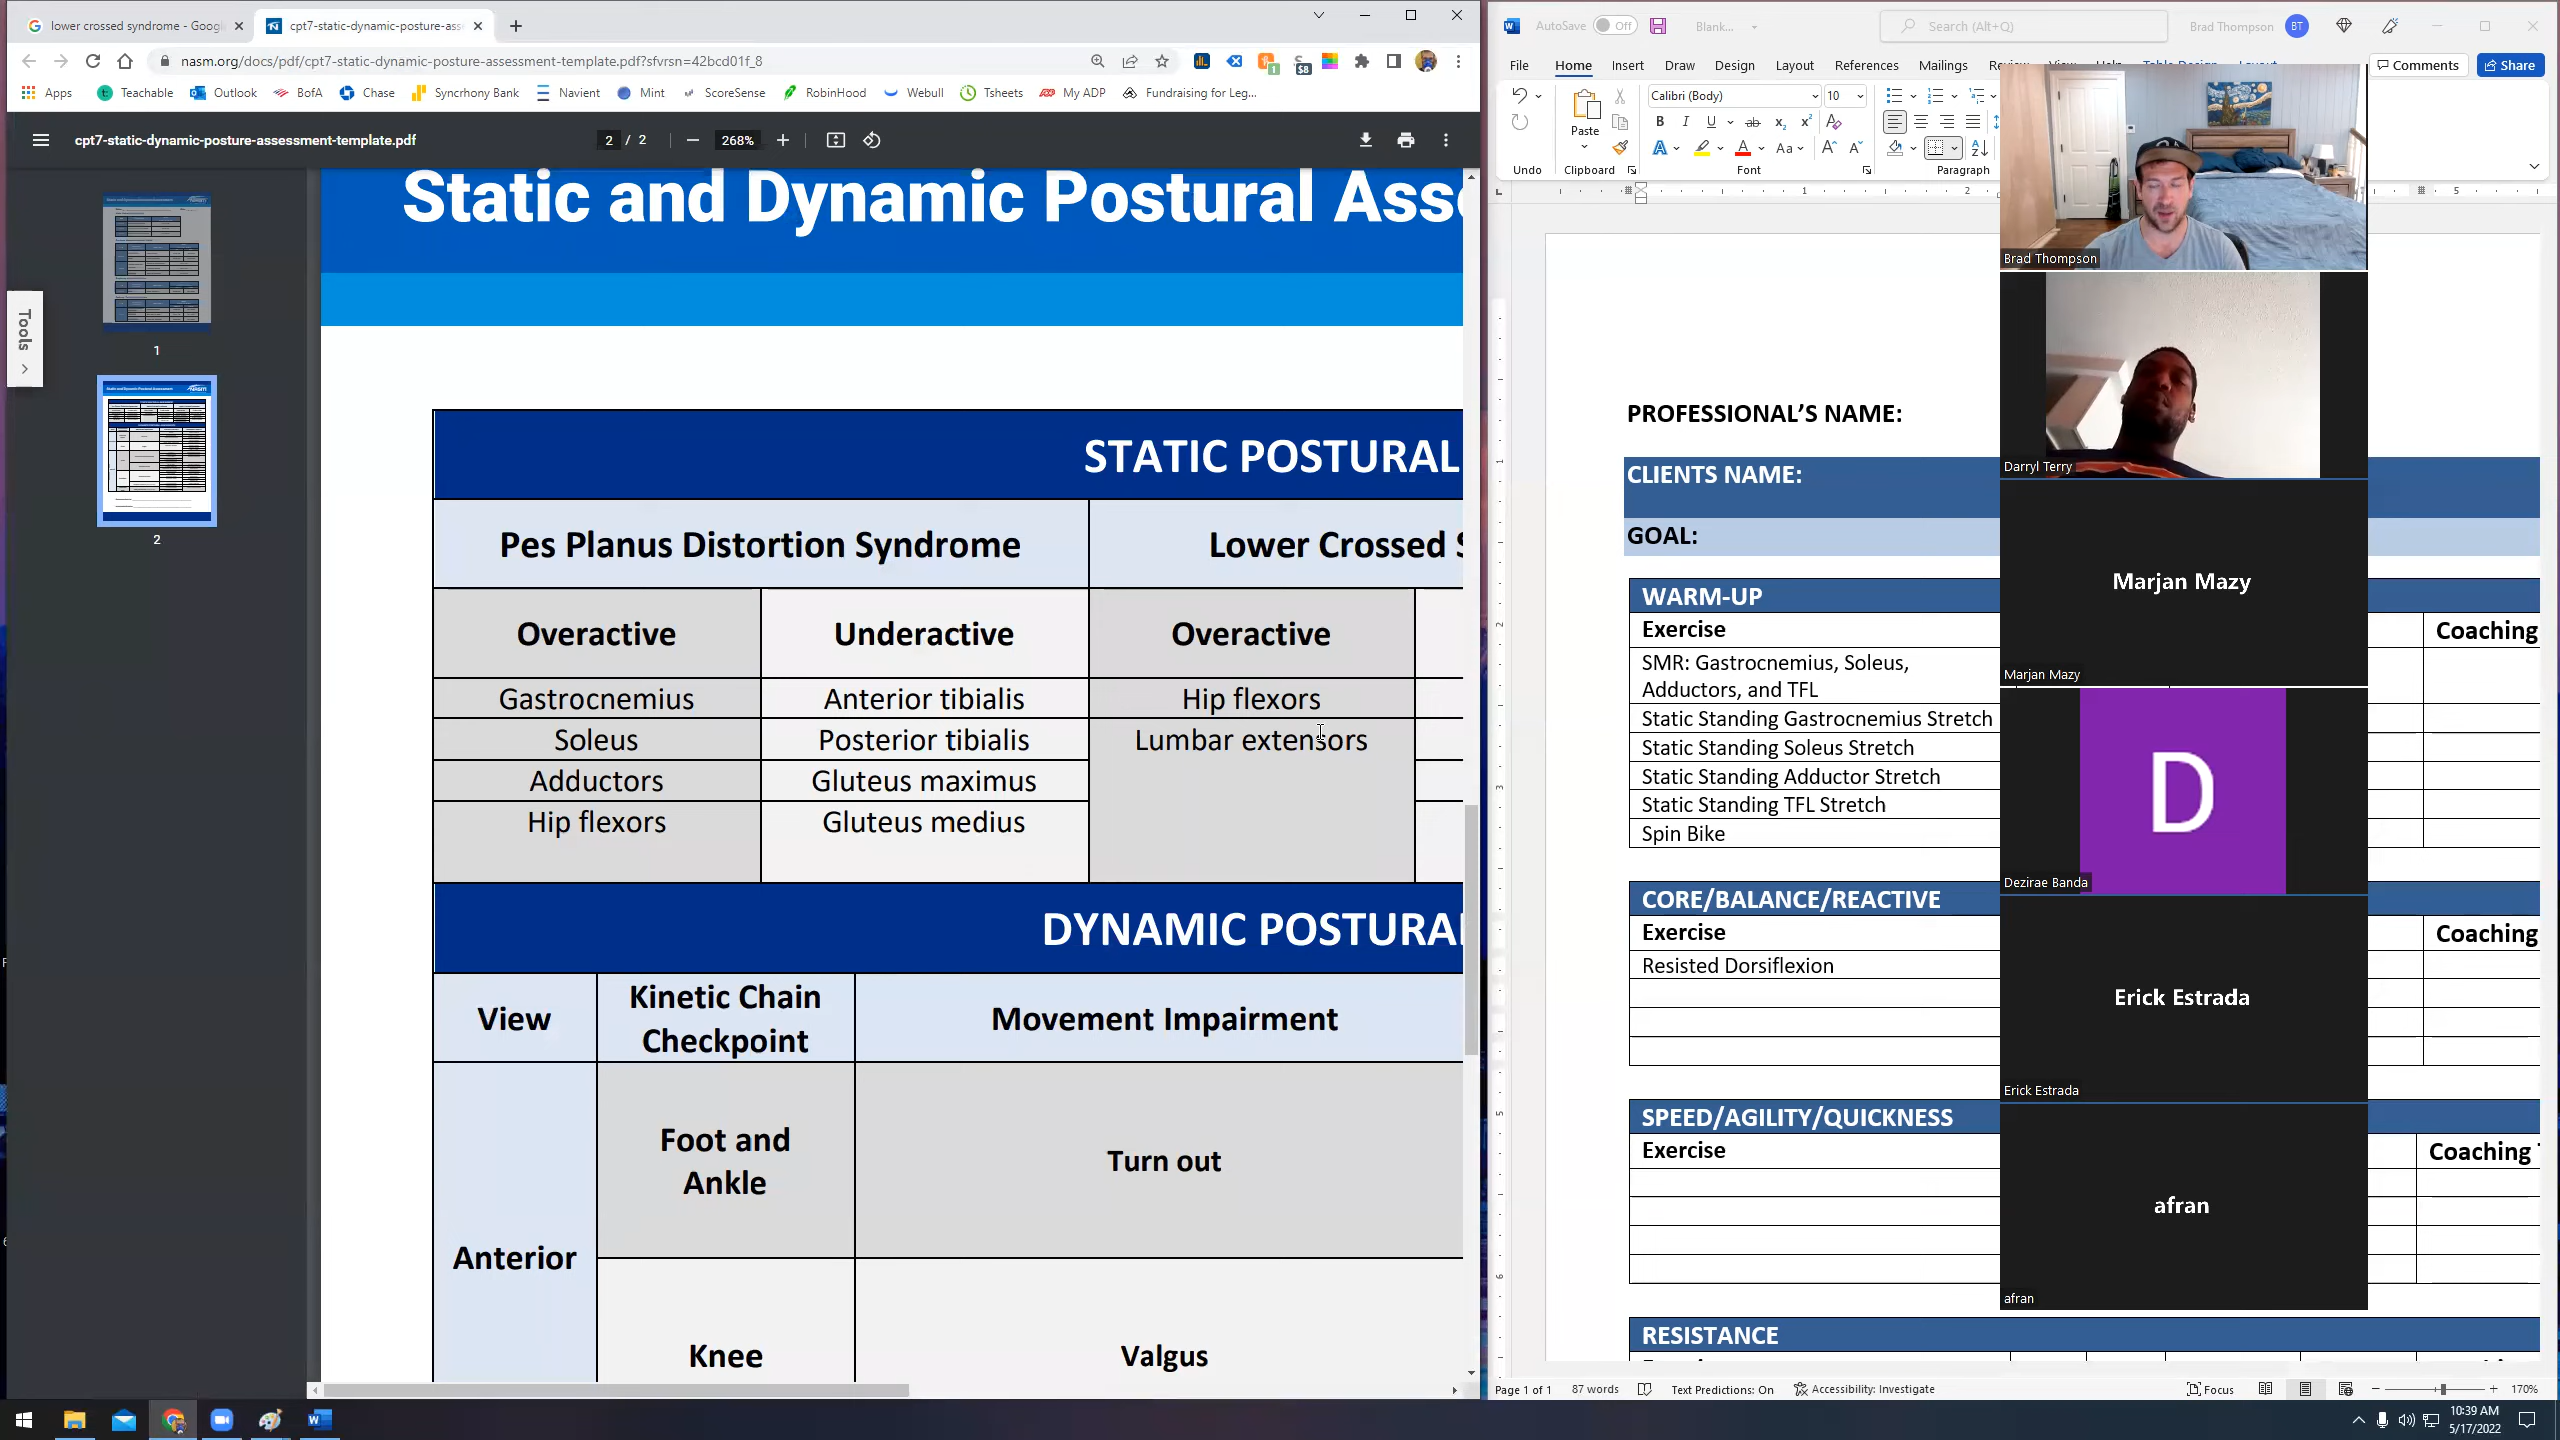 lower crossed syndrome - Googl
cpt7-static-dynamic-posture-asse
nasm.org/docs/pdf/cpt7-static-dynamic-posture-assessment-template.pdf?sfvrsn=42bcd01f_8
Apps
Teachable
Outlook
BofA
Chase
Syncrhony Bank
Navient
Mint
ScoreSense
RobinHood
Webull
Tsheets
My ADP
Fundraising for Leg...
cpt7-static-dynamic-posture-assessment-template.pdf
2 / 2
268%
Tools
1
2
Static and Dynamic Postural Asse
STATIC POSTURAL
Pes Planus Distortion Syndrome
Lower Crossed S
Overactive
Underactive
Overactive
Gastrocnemius
Anterior tibialis
Hip flexors
Soleus
Posterior tibialis
Lumbar extensors
Adductors
Gluteus maximus
Hip flexors
Gluteus medius
DYNAMIC POSTURAL
View
Kinetic Chain
Checkpoint
Movement Impairment
Anterior
Foot and
Ankle
Turn out
Knee
Valgus
AutoSave
Off
Blank...
Search (Alt+Q)
Brad Thompson
BT
File
Home
Insert
Draw
Design
Layout
References
Mailings
Comments
Share
Calibri (Body)
10
Paste
Undo
Clipboard
Font
Paragraph
PROFESSIONAL’S NAME:
CLIENTS NAME:
GOAL:
WARM-UP
Exercise
Coaching
SMR: Gastrocnemius, Soleus,
Adductors, and TFL
Static Standing Gastrocnemius Stretch
Static Standing Soleus Stretch
Static Standing Adductor Stretch
Static Standing TFL Stretch
Spin Bike
CORE/BALANCE/REACTIVE
Exercise
Coaching
Resisted Dorsiflexion
SPEED/AGILITY/QUICKNESS
Exercise
Coaching
RESISTANCE
Brad Thompson
Darryl Terry
Marjan Mazy
Marjan Mazy
D
Dezirae Banda
Erick Estrada
Erick Estrada
afran
afran
Page 1 of 1
87 words
Text Predictions: On
Accessibility: Investigate
Focus
170%
10:39 AM
5/17/2022